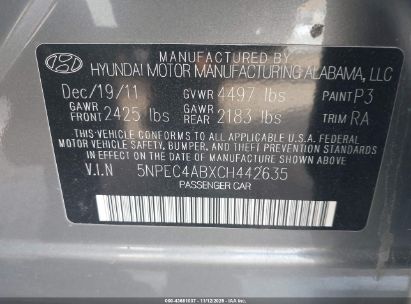 MANUFACTURED BY
HYUNDAI MOTOR MANUFACTURING ALABAMA, LLC
Dec/19/11 GVWR 4497 lbs PAINT P3
GAWR FRONT 2425 lbs GAWR REAR 2183 lbs TRIM RA
THIS VEHICLE CONFORMS TO ALL APPLICABLE U.S.A. FEDERAL
MOTOR VEHICLE SAFETY, BUMPER, AND THEFT PREVENTION
STANDARDS IN EFFECT ON THE DATE OF MANUFACTURE SHOWN ABOVE.
V.I.N 5NPEC4ABXCH442635
PASSENGER CAR